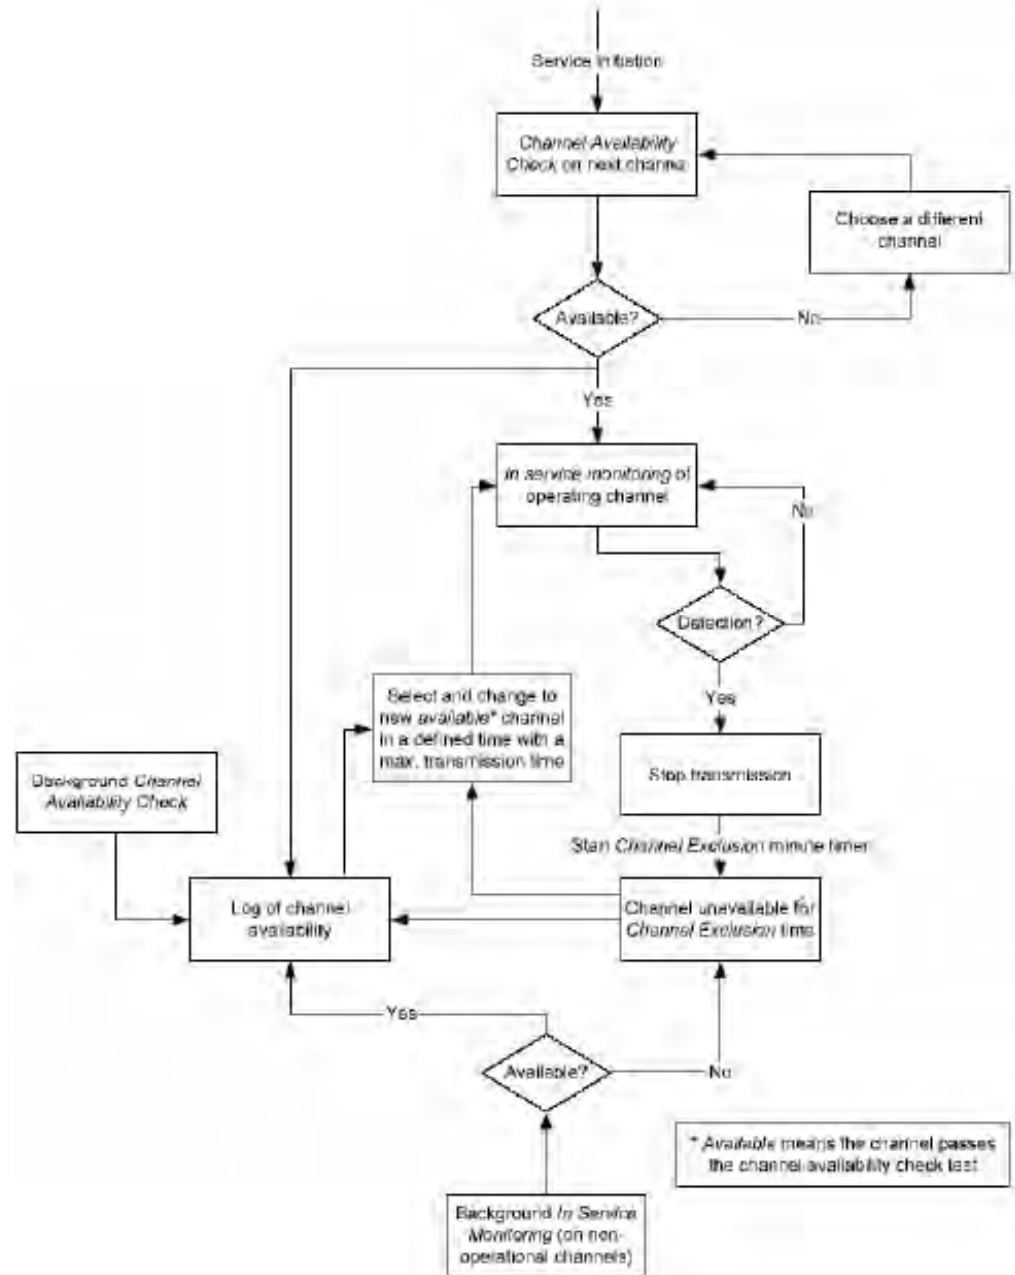 Service initiation
Channel Availability
Check on next channel
Choose a different
channel
Available?
No
Yes
In service monitoring of
operating channel
No
Detection?
Yes
Select and change to
new available* channel
in a defined time with a
max. transmission time
Stop transmission
Background Channel
Availability Check
Start Channel Exclusion minute timer
Log of channel
availability
Channel unavailable for
Channel Exclusion time
Yes
Available?
No
* Available means the channel passes
the channel availability check test
Background In Service
Monitoring (on non-
operational channels)